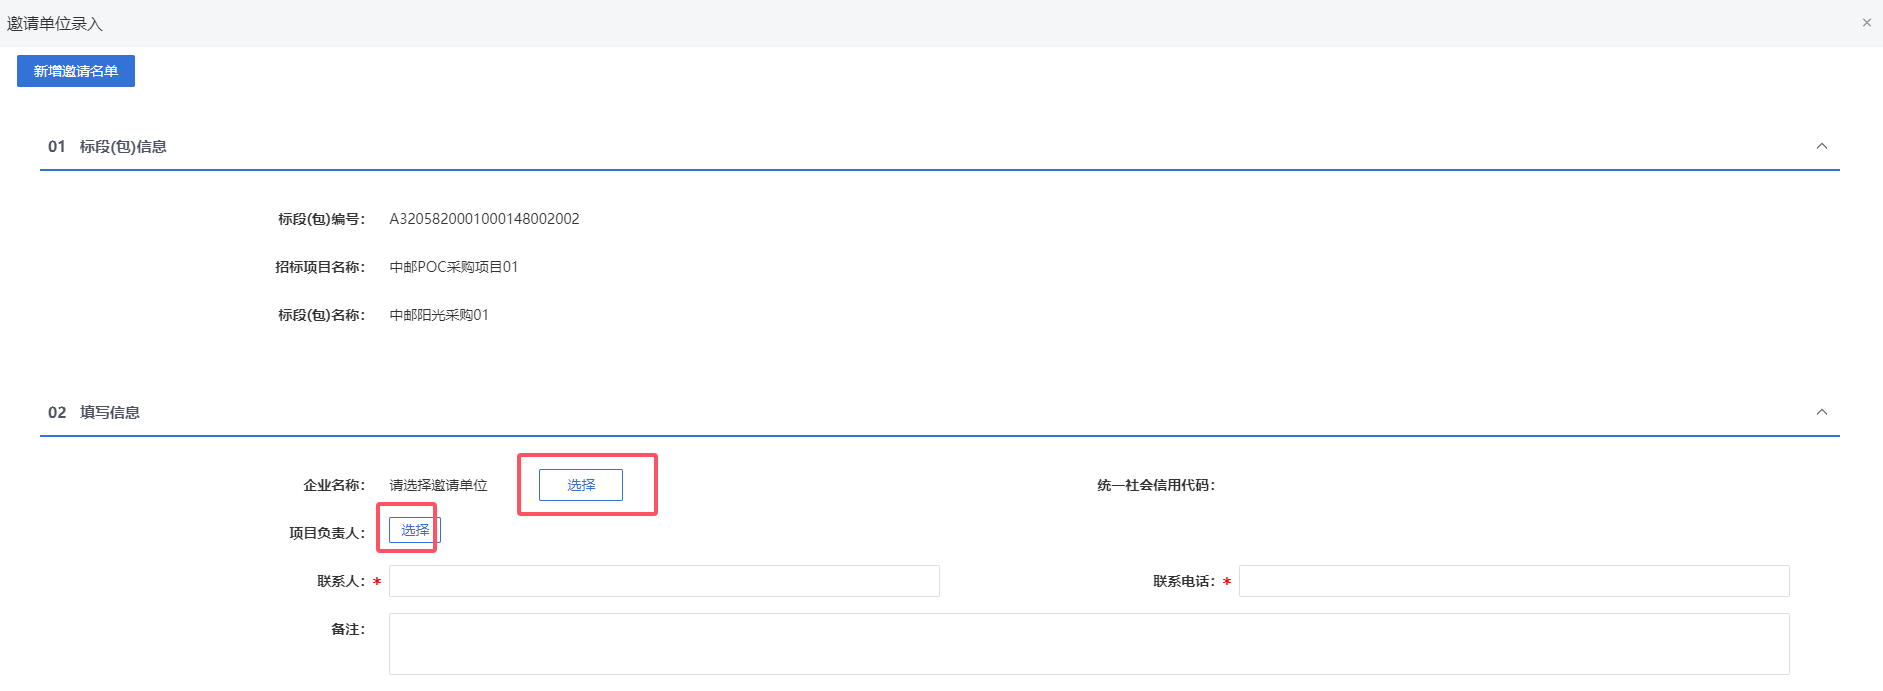 邀请单位录入
×
新增邀请名单
01 标段(包)信息
标段(包)编号： A3205820001000148002002
招标项目名称： 中邮POC采购项目01
标段(包)名称： 中邮阳光采购01
02 填写信息
企业名称： 请选择邀请单位 选择 统一社会信用代码：
项目负责人： 选择
联系人：* 联系电话：*
备注：